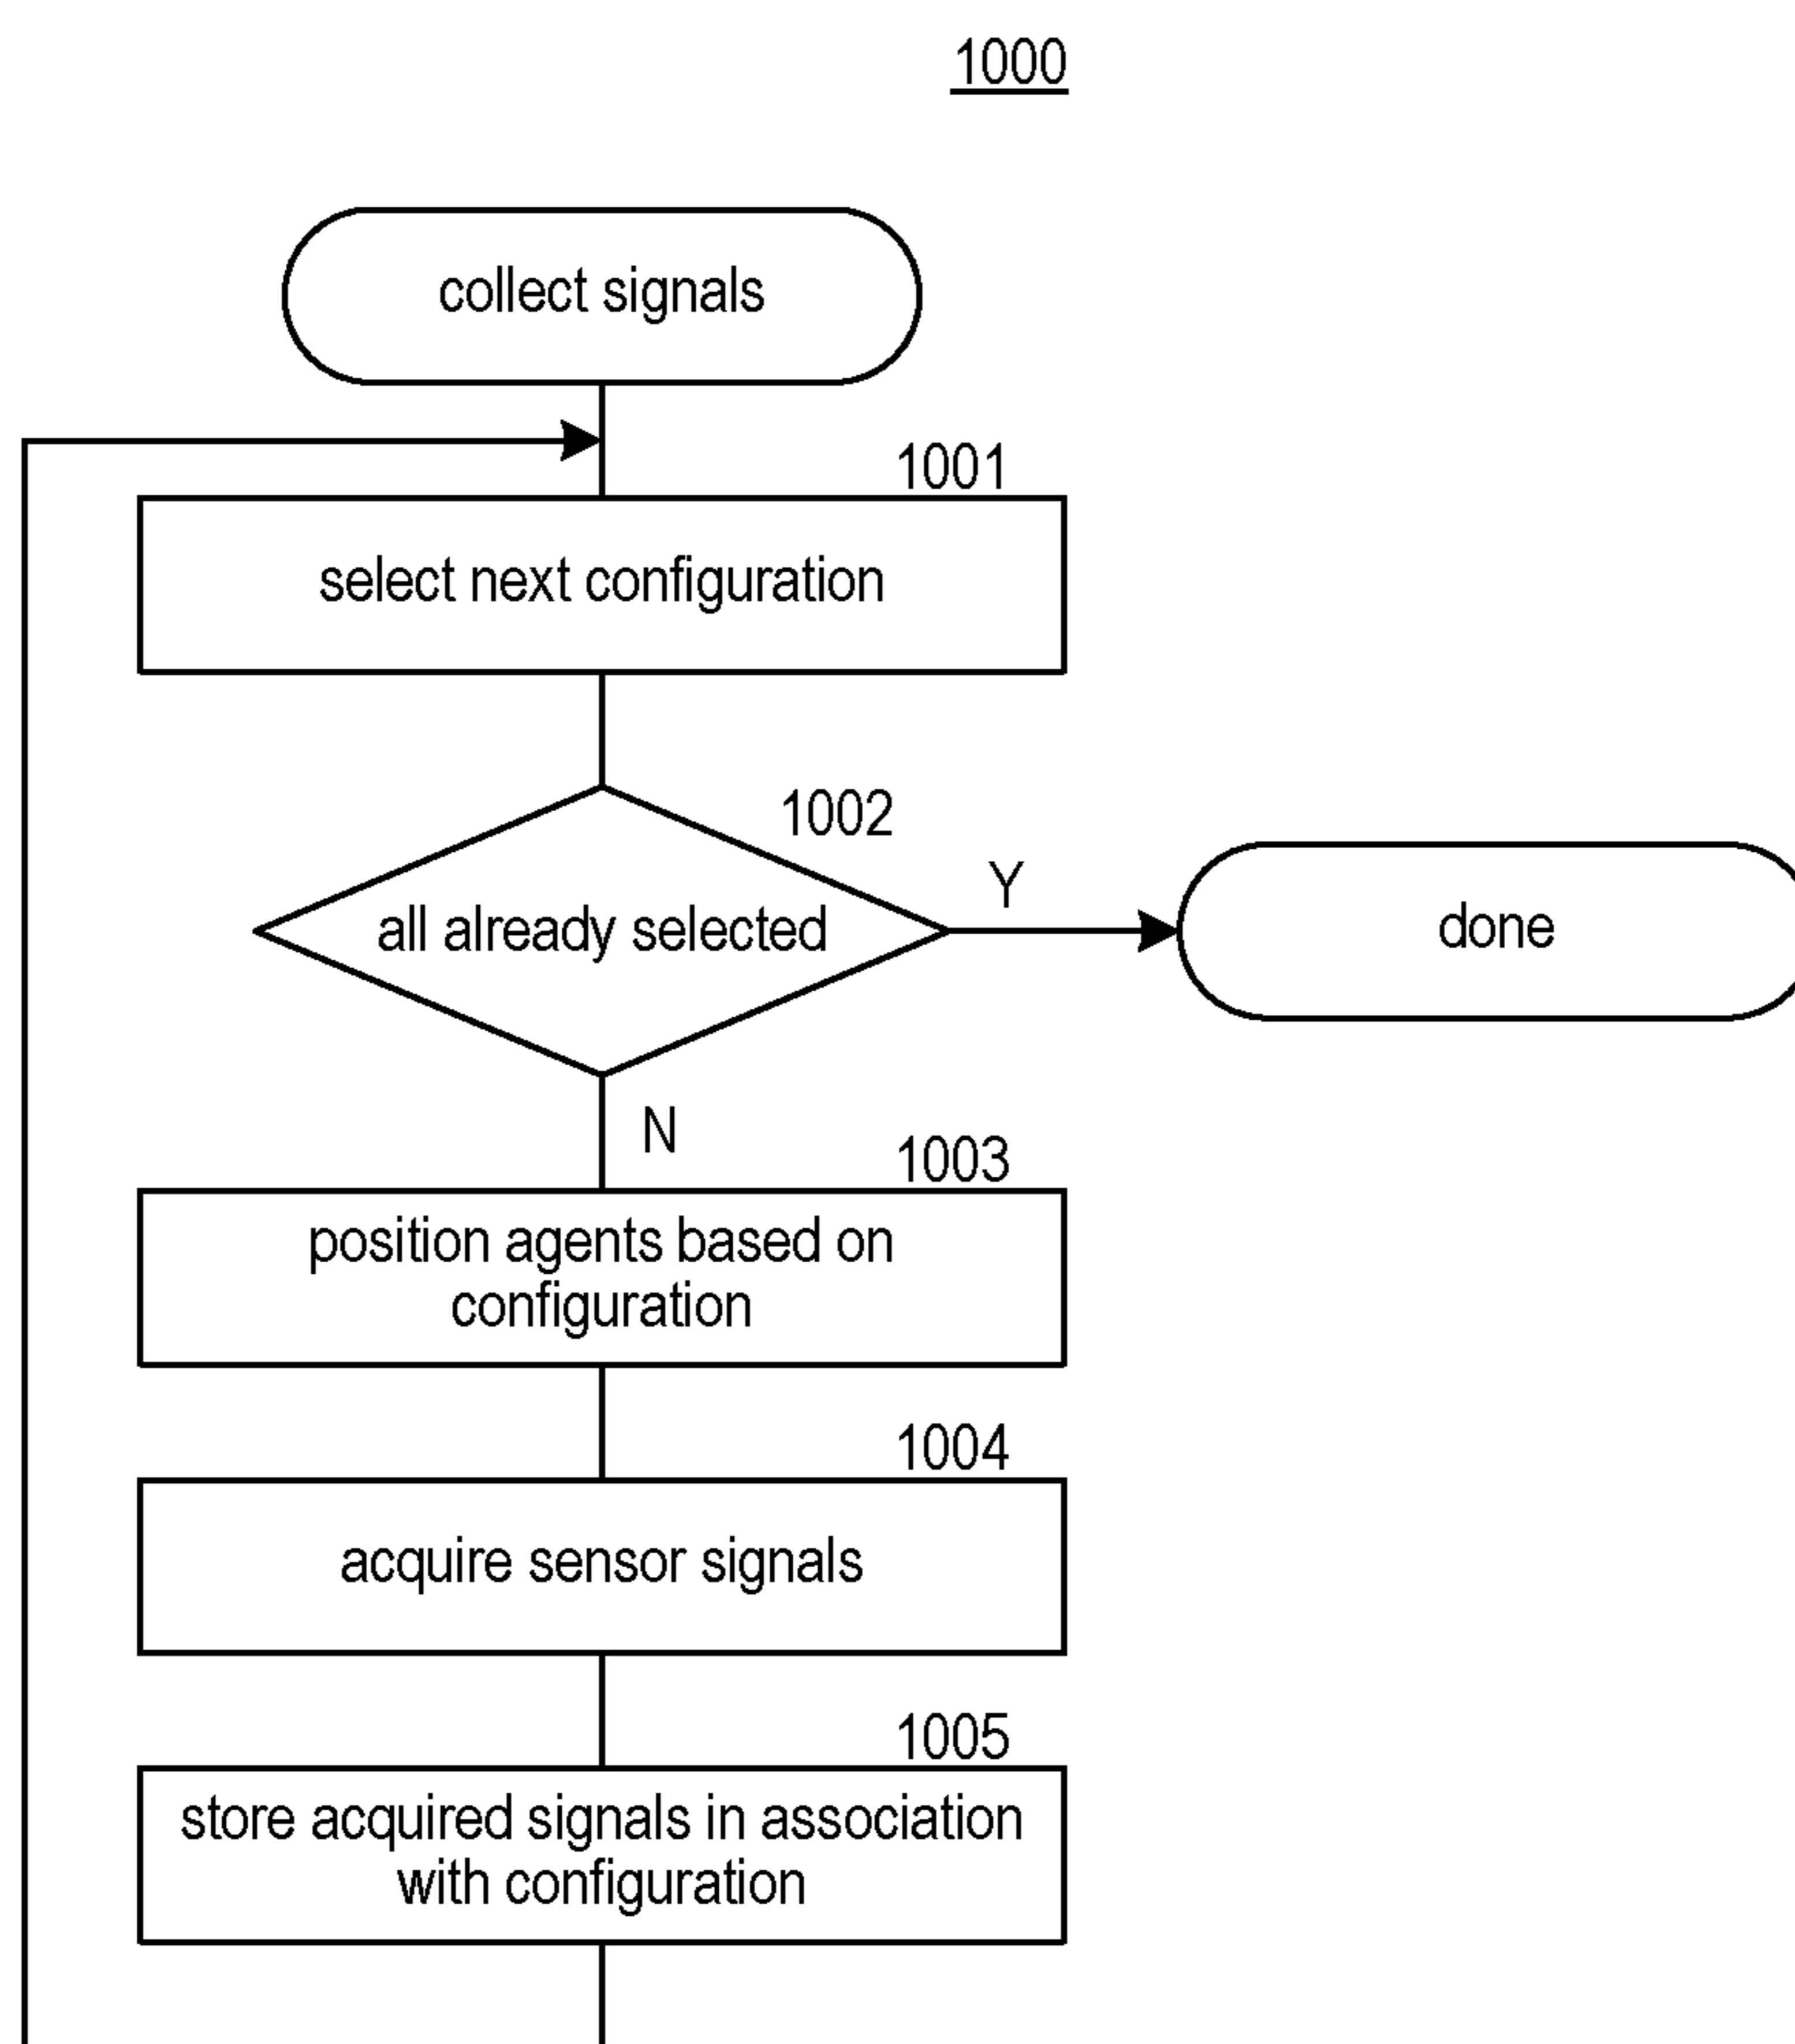 1000
collect signals
1001
select next configuration
1002
all already selected
Y
done
N
1003
position agents based on
configuration
1004
acquire sensor signals
1005
store acquired signals in association
with configuration